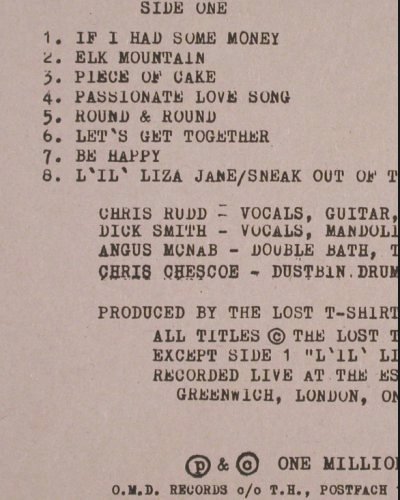 SIDE ONE
1. IF I HAD SOME MONEY
2. ELK MOUNTAIN
3. PIECE OF CAKE
4. PASSIONATE LOVE SONG
5. ROUND & ROUND
6. LET`S GET TOGETHER
7. BE HAPPY
8. L`IL` LIZA JANE/SNEAK OUT OF T
CHRIS RUDD - VOCALS, GUITAR,
DICK SMITH - VOCALS, MANDOLI
ANGUS MCNAB - DOUBLE BATH, T
CHRIS CHESCOE - DUSTBIN DRUM
PRODUCED BY THE LOST T-SHIRT
ALL TITLES © THE LOST T
EXCEPT SIDE 1 "L`IL` LI
RECORDED LIVE AT THE ES
GREENWICH, LONDON, ON
℗ & © ONE MILLIO
O.M.D. RECORDS c/o T.H., POSTFACH